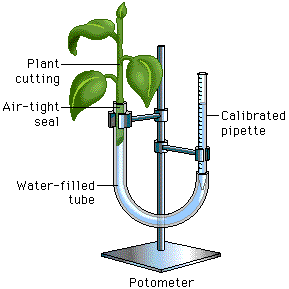 Plant
cutting
Air-tight
seal
Calibrated
pipette
Water-filled
tube
Potometer